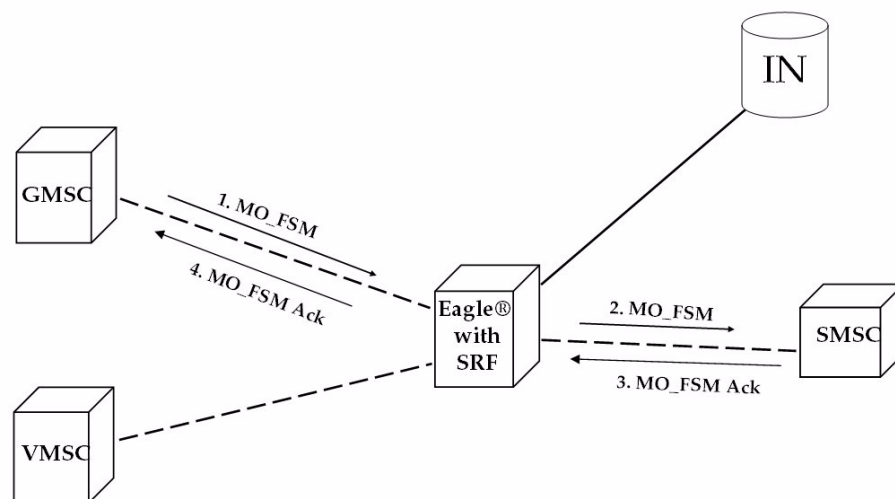 IN
GMSC
1. MO_FSM
4. MO_FSM Ack
Eagle®
with
SRF
2. MO_FSM
SMSC
3. MO_FSM Ack
VMSC